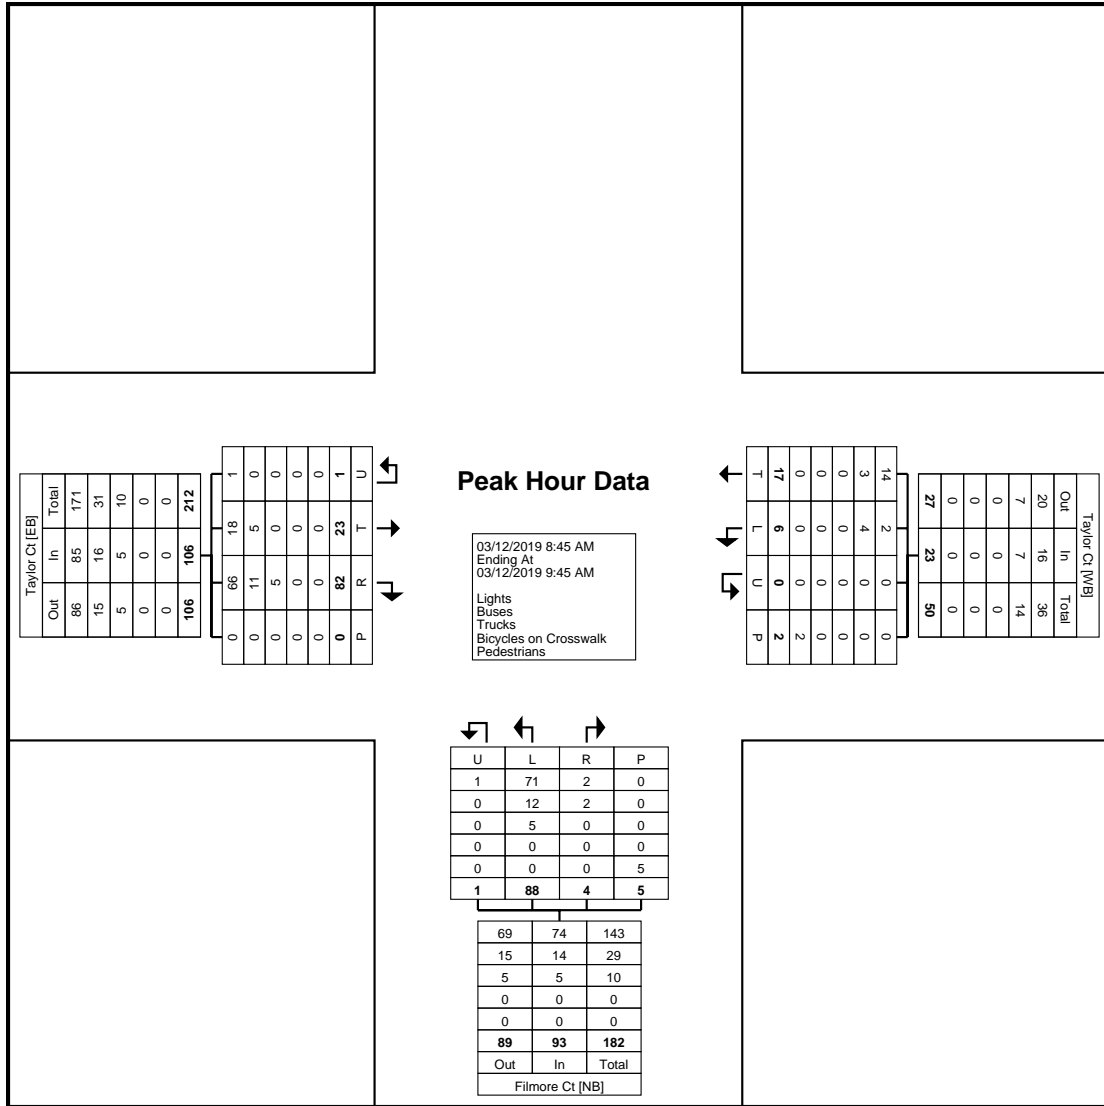 Peak Hour Data
03/12/2019 8:45 AM
Ending At
03/12/2019 9:45 AM
Lights
Buses
Trucks
Bicycles on Crosswalk
Pedestrians
Taylor Ct [EB]
Total 171 31 10 0 0 212
In 85 16 5 0 0 106
Out 86 15 5 0 0 106
1 0 0 0 0 1 U
18 5 0 0 0 23 T
66 11 5 0 0 82 R
0 0 0 0 0 0 P
Taylor Ct [WB]
Out 20 7 0 0 0 27
In 16 7 0 0 0 23
Total 36 14 0 0 0 50
14 3 0 0 0 17 T
2 4 0 0 0 6 L
0 0 0 0 0 0 U
0 0 0 0 2 2 P
U L R P
1 71 2 0
0 12 2 0
0 5 0 0
0 0 0 0
0 0 0 5
1 88 4 5
69 74 143
15 14 29
5 5 10
0 0 0
0 0 0
89 93 182
Out In Total
Filmore Ct [NB]